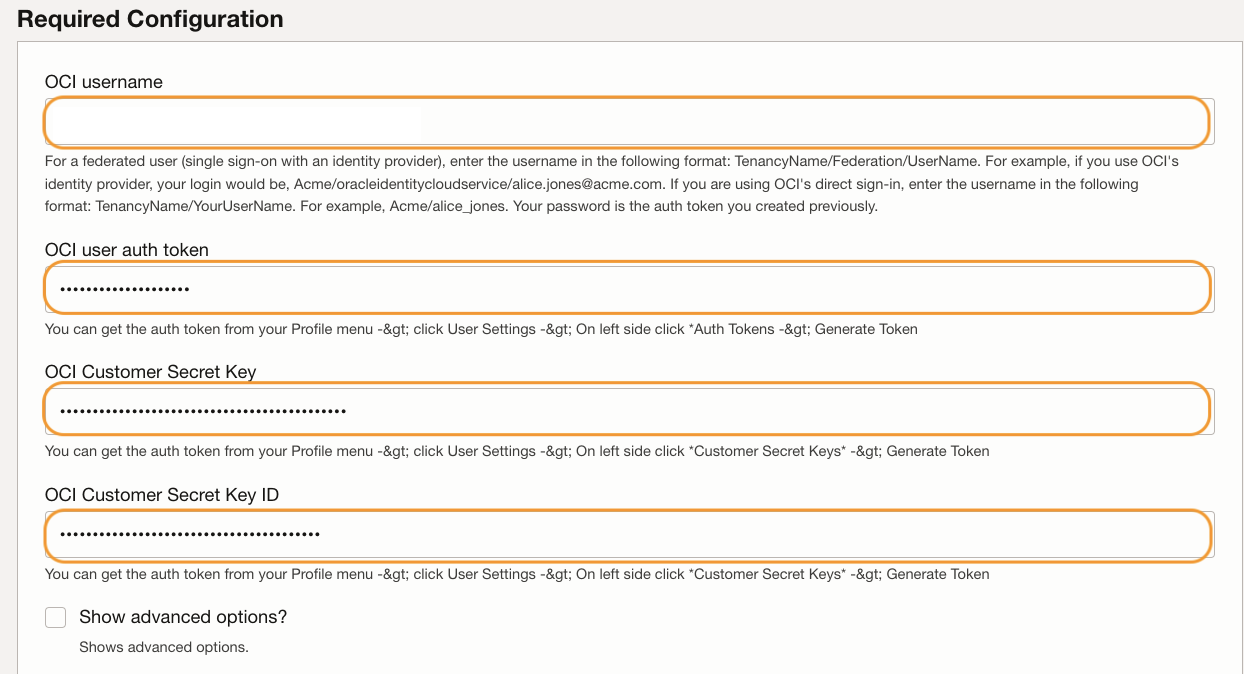 Required Configuration
OCI username
For a federated user (single sign-on with an identity provider), enter the username in the following format: TenancyName/Federation/UserName. For example, if you use OCI's
identity provider, your login would be, Acme/oracleidentitycloudservice/alice.jones@acme.com. If you are using OCI's direct sign-in, enter the username in the following
format: TenancyName/YourUserName. For example, Acme/alice_jones. Your password is the auth token you created previously.
OCI user auth token
••••••••••••••••••••
You can get the auth token from your Profile menu -&gt; click User Settings -&gt; On left side click *Auth Tokens -&gt; Generate Token
OCI Customer Secret Key
••••••••••••••••••••••••••••••••••••••••••••
You can get the auth token from your Profile menu -&gt; click User Settings -&gt; On left side click *Customer Secret Keys* -&gt; Generate Token
OCI Customer Secret Key ID
••••••••••••••••••••••••••••••••••••••••
You can get the auth token from your Profile menu -&gt; click User Settings -&gt; On left side click *Customer Secret Keys* -&gt; Generate Token
Show advanced options?
Shows advanced options.